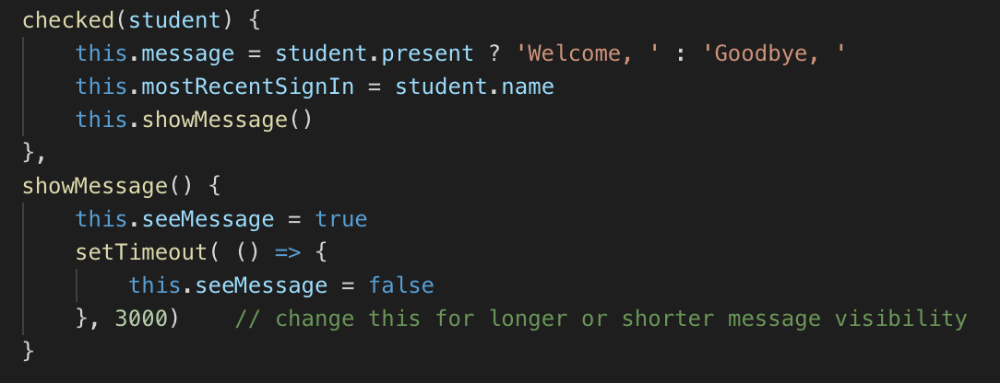 checked(student) {
    this.message = student.present ? 'Welcome, ' : 'Goodbye, '
    this.mostRecentSignIn = student.name
    this.showMessage()
},
showMessage() {
    this.seeMessage = true
    setTimeout( () => {
        this.seeMessage = false
    }, 3000)    // change this for longer or shorter message visibility
}